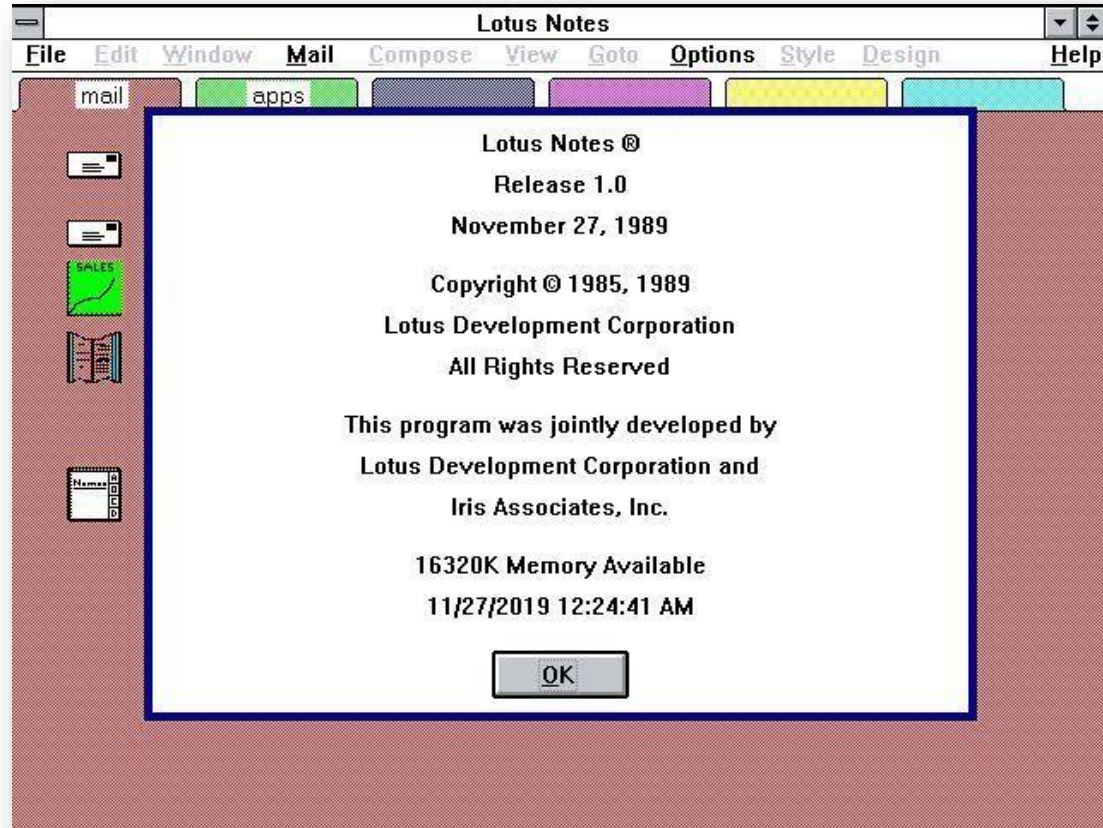 Lotus Notes
File Edit Window Mail Compose View Goto Options Style Design Help
mail apps
Lotus Notes ®
Release 1.0
November 27, 1989
Copyright © 1985, 1989
Lotus Development Corporation
All Rights Reserved
This program was jointly developed by
Lotus Development Corporation and
Iris Associates, Inc.
16320K Memory Available
11/27/2019 12:24:41 AM
OK
SALES
Names
A
B
C
D